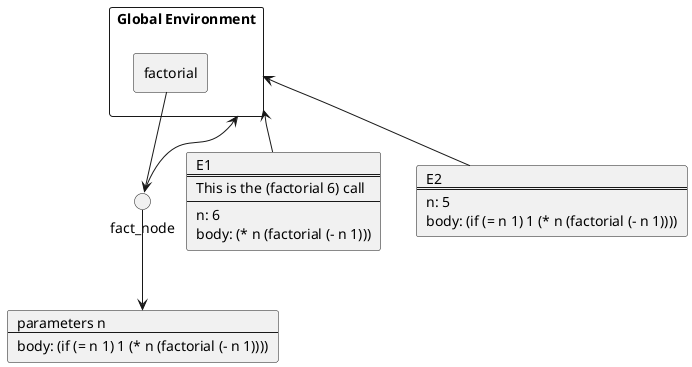 Global Environment
factorial
E1
This is the (factorial 6) call
n: 6
body: (* n (factorial (- n 1)))
E2
n: 5
body: (if (= n 1) 1 (* n (factorial (- n 1))))
fact_node
parameters n
body: (if (= n 1) 1 (* n (factorial (- n 1))))